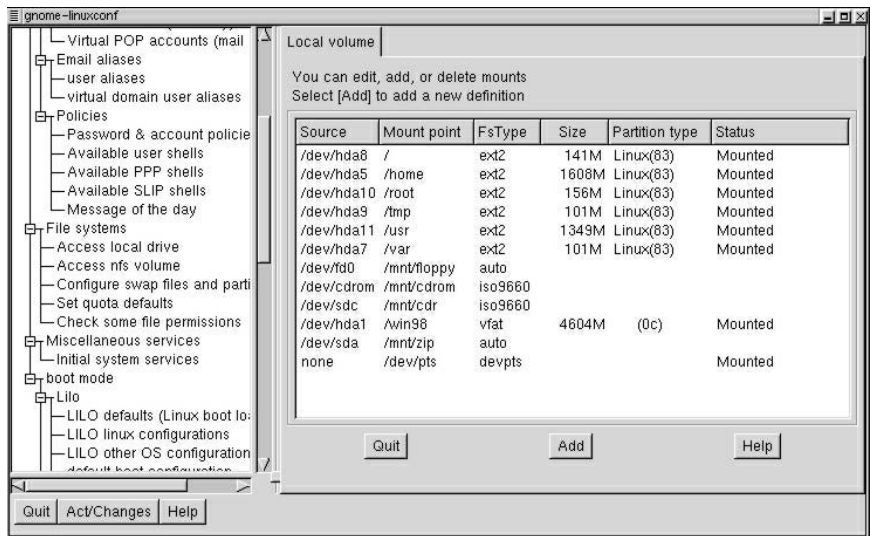 gnome-linuxconf
Virtual POP accounts (mail
Email aliases
user aliases
virtual domain user aliases
Policies
Password & account policie
Available user shells
Available PPP shells
Available SLIP shells
Message of the day
File systems
Access local drive
Access nfs volume
Configure swap files and parti
Set quota defaults
Check some file permissions
Miscellaneous services
Initial system services
boot mode
Lilo
LILO defaults (Linux boot lo
LILO linux configurations
LILO other OS configuration
default boot configuration
Quit Act/Changes Help
Local volume
You can edit, add, or delete mounts
Select [Add] to add a new definition
Source Mount point FsType Size Partition type Status
/dev/hda8 / ext2 141M Linux(83) Mounted
/dev/hda5 /home ext2 1608M Linux(83) Mounted
/dev/hda10 /root ext2 156M Linux(83) Mounted
/dev/hda9 /tmp ext2 101M Linux(83) Mounted
/dev/hda11 /usr ext2 1349M Linux(83) Mounted
/dev/hda7 /var ext2 101M Linux(83) Mounted
/dev/fd0 /mnt/floppy auto
/dev/cdrom /mnt/cdrom iso9660
/dev/sdc /mnt/cdr iso9660
/dev/hda1 /win98 vfat 4604M (0c) Mounted
/dev/sda /mnt/zip auto
none /dev/pts devpts Mounted
Quit Add Help